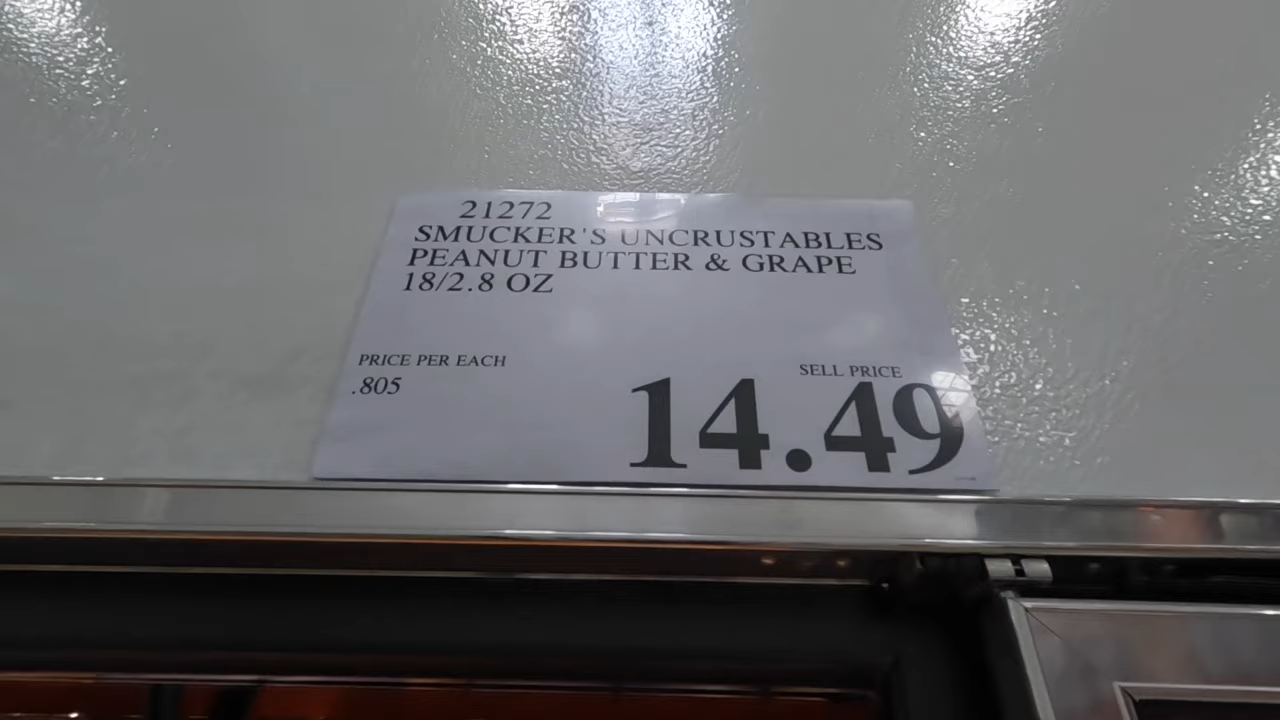 21272
SMUCKER'S UNCRUSTABLES
PEANUT BUTTER & GRAPE
18/2.8 OZ
PRICE PER EACH
.805
SELL PRICE
14.49